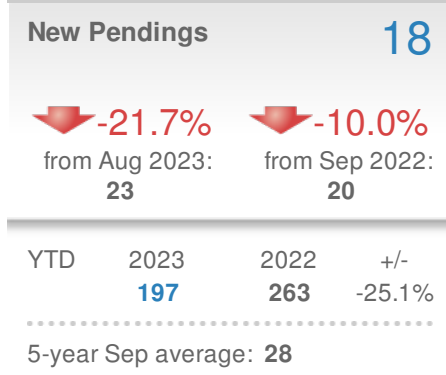 New Pendings 18
-21.7% -10.0%
from Aug 2023: from Sep 2022:
23 20
YTD 2023 2022 +/-
197 263 -25.1%
5-year Sep average: 28